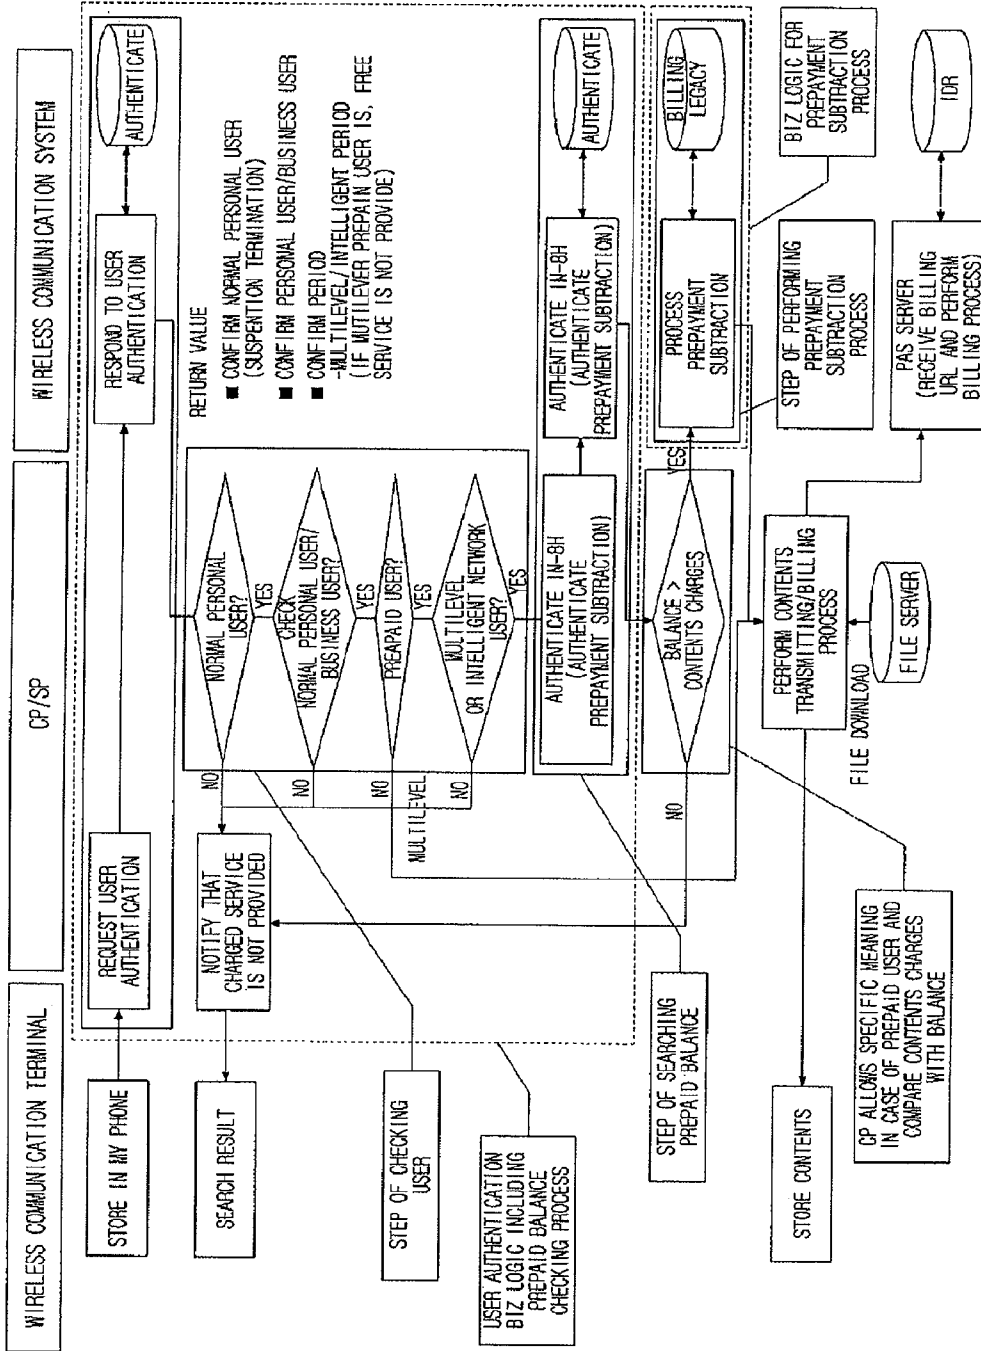 WIRELESS COMMUNICATION TERMINAL
CP/SP
WIRELESS COMMUNICATION SYSTEM
STORE IN MY PHONE
REQUEST USER
AUTHENTICATION
RESPOND TO USER
AUTHENTICATION
AUTHENTICATE
SEARCH RESULT
NOTIFY THAT
CHARGED SERVICE
IS NOT PROVIDED
NO
NORMAL PERSONAL
USER?
YES
RETURN VALUE
■ CONFIRM NORMAL PERSONAL USER
(SUSPENTION TERMINATION)
■ CONFIRM PERSONAL USER/BUSINESS USER
■ CONFIRM PERIOD
-MULTILEVEL/INTELLIGENT PERIOD
(IF MUTILEVER PREPAIN USER IS, FREE
SERVICE IS NOT PROVIDE)
NO
CHECK
NORMAL PERSONAL USER/
BUSINESS USER?
YES
STEP OF CHECKING
USER
NO
PREAPAID USER?
YES
MULTILEVEL
NO
MULTILEVEL
OR INTELLIGENT NETWORK
USER?
YES
USER AUTHENTICATION
BIZ LOGIC INCLUDING
PREPAID BALANCE
CHECKING PROCESS
AUTHENTICATE IN-8H
(AUTHENTICATE
PREPAYMENT SUBTRACTION)
AUTHENTICATE IN-8H
(AUTHENTICATE
PREPAYMENT SUBTRACTION)
AUTHENTICATE
STEP OF SEARCHING
PREPAID BALANCE
NO
BALANCE >
CONTENTS CHARGES
YES
PROCESS
PREPAYMENT
SUBTRACTION
BILLING
LEGACY
STORE CONTENTS
PERFORM CONTENTS
TRANSMITTING/BILLING
PROCESS
STEP OF PERFORMING
PREPAYMENT
SUBTRACTION
PROCESS
BIZ LOGIC FOR
PREPAYMENT
SUBTRACTION
PROCESS
FILE DOWNLOAD
CP ALLOWS SPECIFIC MEANING
IN CASE OF PREPAID USER AND
COMPARE CONTENTS CHARGES
WITH BALANCE
FILE SERVER
PAS SERVER
(RECEIVE BILLING
URL AND PERFORM
BILLING PROCESS)
IDR